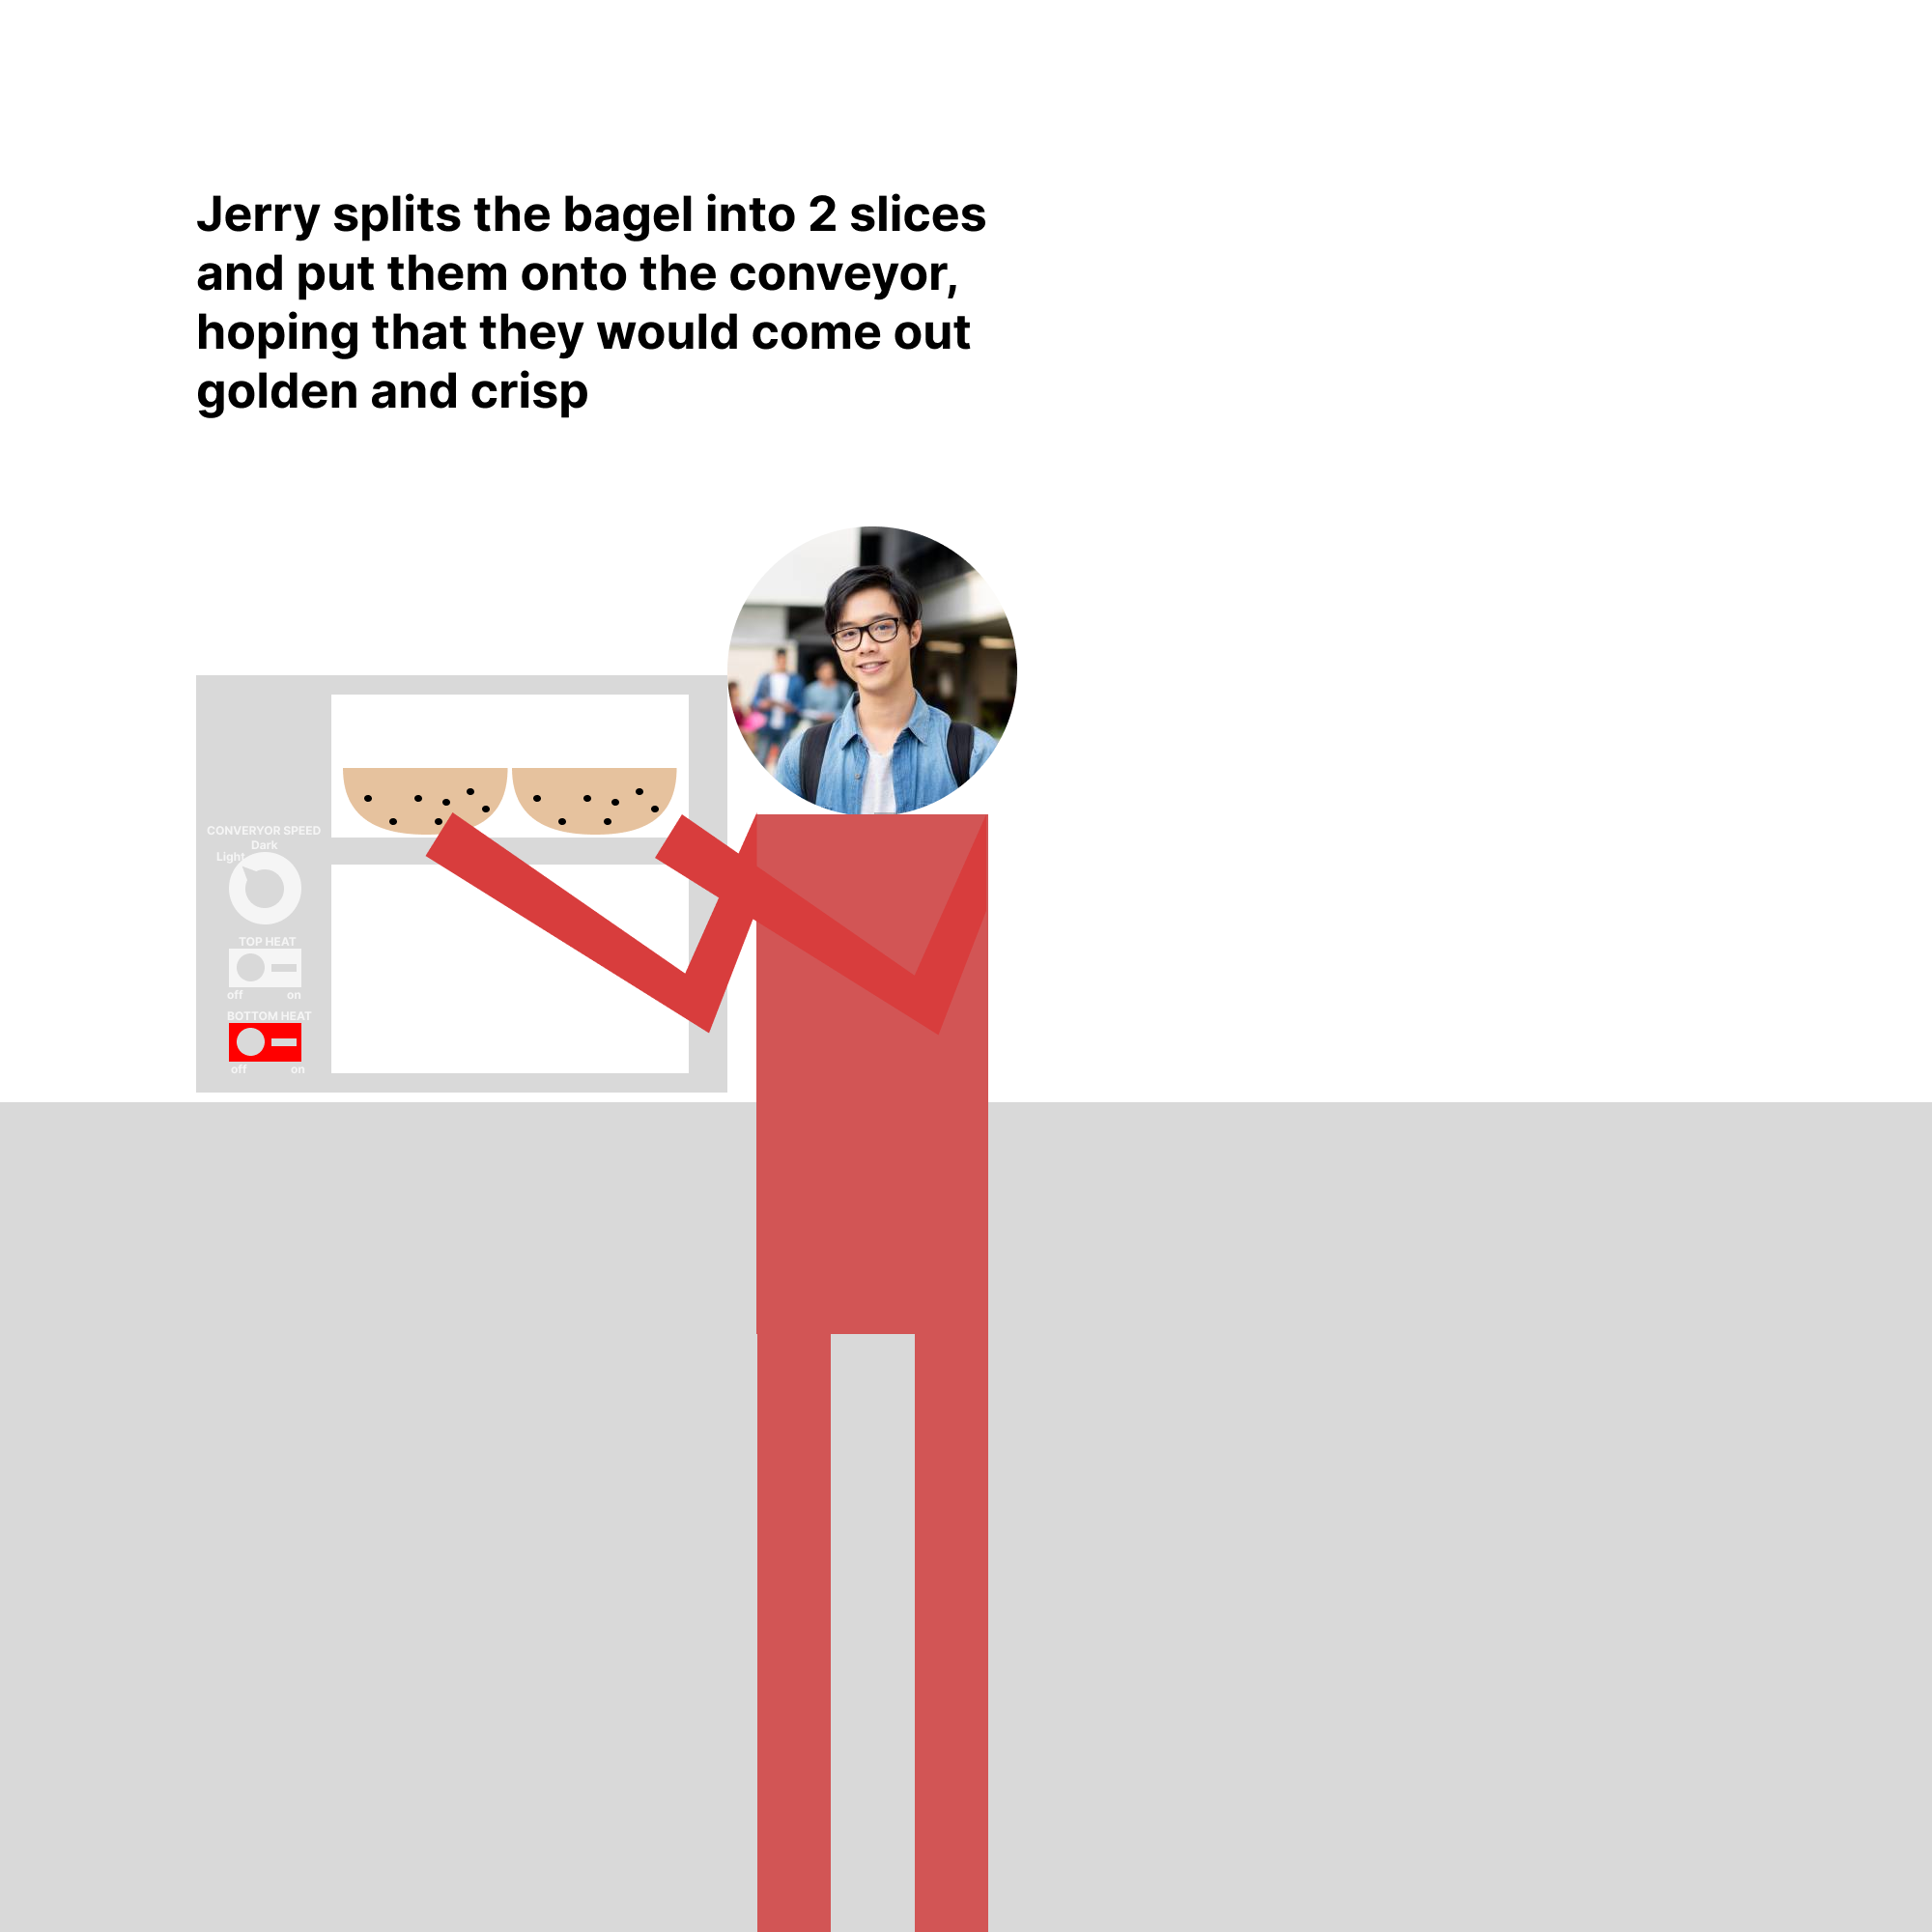 Jerry splits the bagel into 2 slices
and put them onto the conveyor,
hoping that they would come out
golden and crisp
CONVERYOR SPEED
Dark
Light
TOP HEAT
off on
BOTTOM HEAT
off on